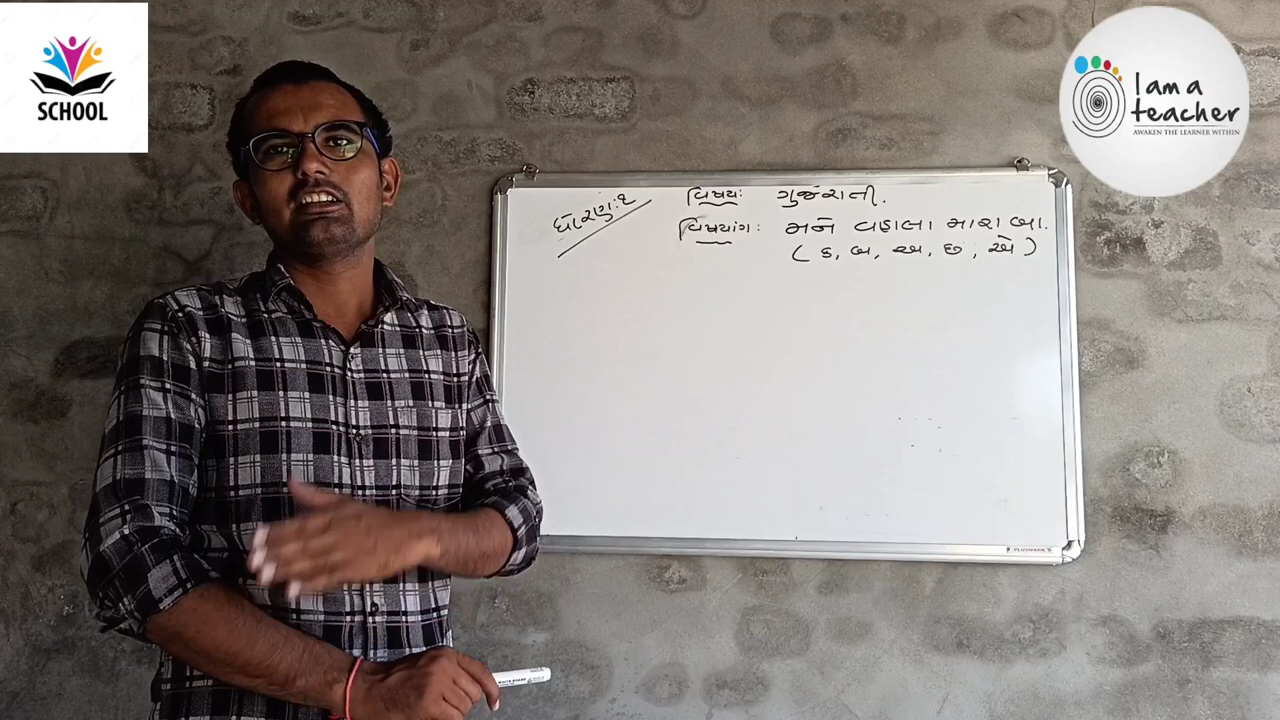 SCHOOL
I am a
teacher
AWAKEN THE LEARNER WITHIN
ધોરણ:૨
વિષય: ગુજરાતી.
વિષયાંગ: મને વહાલા મારા બા.
( ડ, બ, અ, છ, એ )